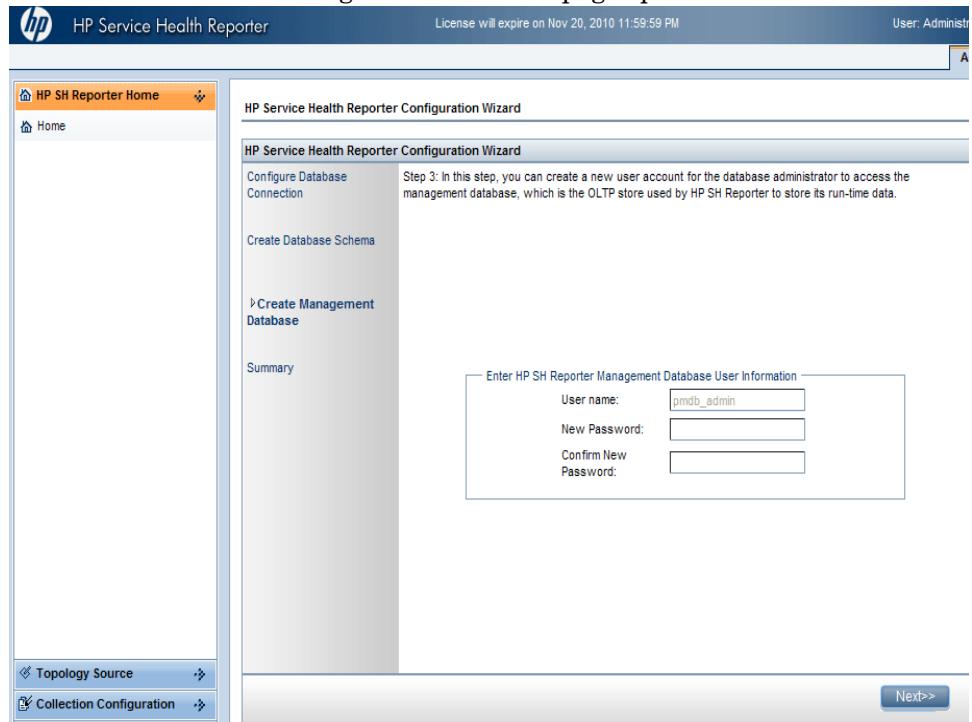 hp HP Service Health Reporter License will expire on Nov 20, 2010 11:59:59 PM User: Administr
A
HP SH Reporter Home
Home
HP Service Health Reporter Configuration Wizard
HP Service Health Reporter Configuration Wizard
Configure Database
Connection
Create Database Schema
Create Management
Database
Summary
Step 3: In this step, you can create a new user account for the database administrator to access the
management database, which is the OLTP store used by HP SH Reporter to store its run-time data.
Enter HP SH Reporter Management Database User Information
User name: pmdb_admin
New Password:
Confirm New
Password:
Topology Source
Collection Configuration
Next>>